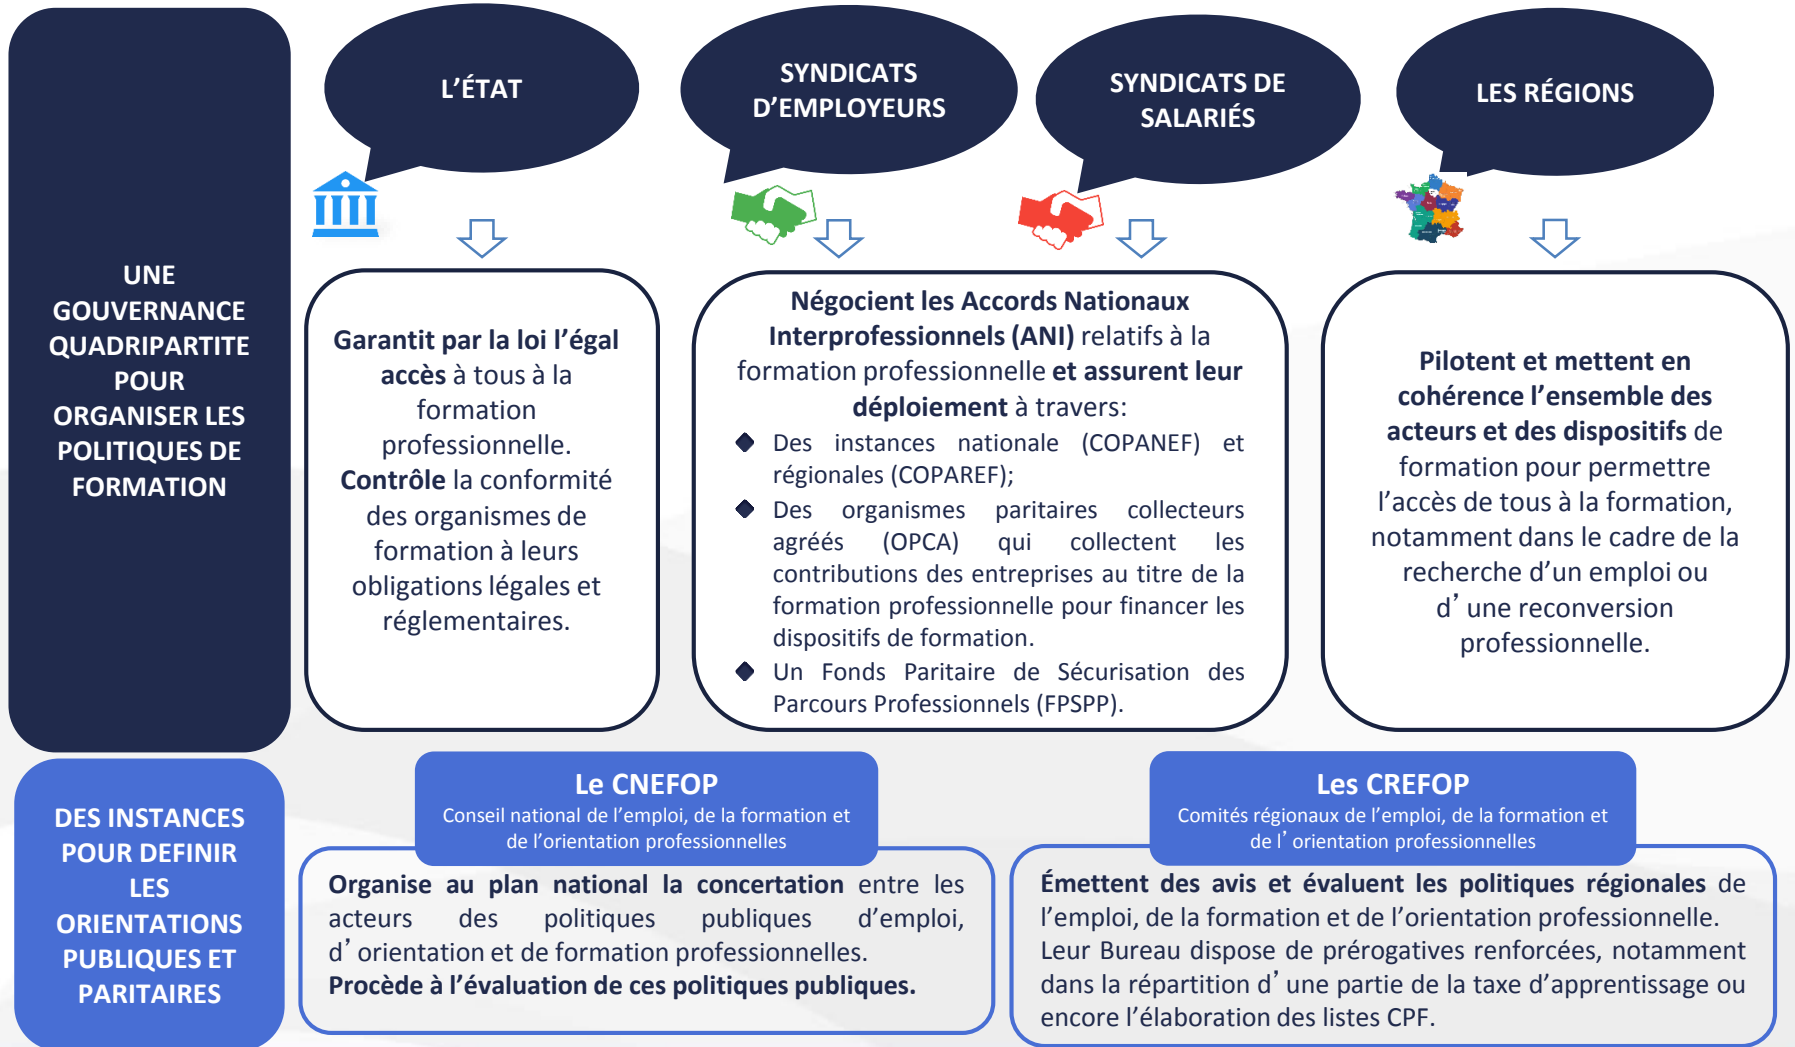 UNE
GOUVERNANCE
QUADRIPARTITE
POUR
ORGANISER LES
POLITIQUES DE
FORMATION
L’ÉTAT
SYNDICATS
D’EMPLOYEURS
SYNDICATS DE
SALARIÉS
LES RÉGIONS
Garantit par la loi l’égal
accès à tous à la
formation
professionnelle.
Contrôle la conformité
des organismes de
formation à leurs
obligations légales et
réglementaires.
Négocient les Accords Nationaux
Interprofessionnels (ANI) relatifs à la
formation professionnelle et assurent leur
déploiement à travers:
Des instances nationale (COPANEF) et
régionales (COPAREF);
Des organismes paritaires collecteurs
agréés (OPCA) qui collectent les
contributions des entreprises au titre de la
formation professionnelle pour financer les
dispositifs de formation.
Un Fonds Paritaire de Sécurisation des
Parcours Professionnels (FPSPP).
Pilotent et mettent en
cohérence l’ensemble des
acteurs et des dispositifs de
formation pour permettre
l’accès de tous à la formation,
notamment dans le cadre de la
recherche d’un emploi ou
d’ une reconversion
professionnelle.
DES INSTANCES
POUR DEFINIR
LES
ORIENTATIONS
PUBLIQUES ET
PARITAIRES
Le CNEFOP
Conseil national de l’emploi, de la formation et
de l’orientation professionnelles
Organise au plan national la concertation entre les
acteurs des politiques publiques d’emploi,
d’ orientation et de formation professionnelles.
Procède à l’évaluation de ces politiques publiques.
Les CREFOP
Comités régionaux de l’emploi, de la formation et
de l’ orientation professionnelles
Émettent des avis et évaluent les politiques régionales de
l’emploi, de la formation et de l’orientation professionnelle.
Leur Bureau dispose de prérogatives renforcées, notamment
dans la répartition d’ une partie de la taxe d’apprentissage ou
encore l’élaboration des listes CPF.